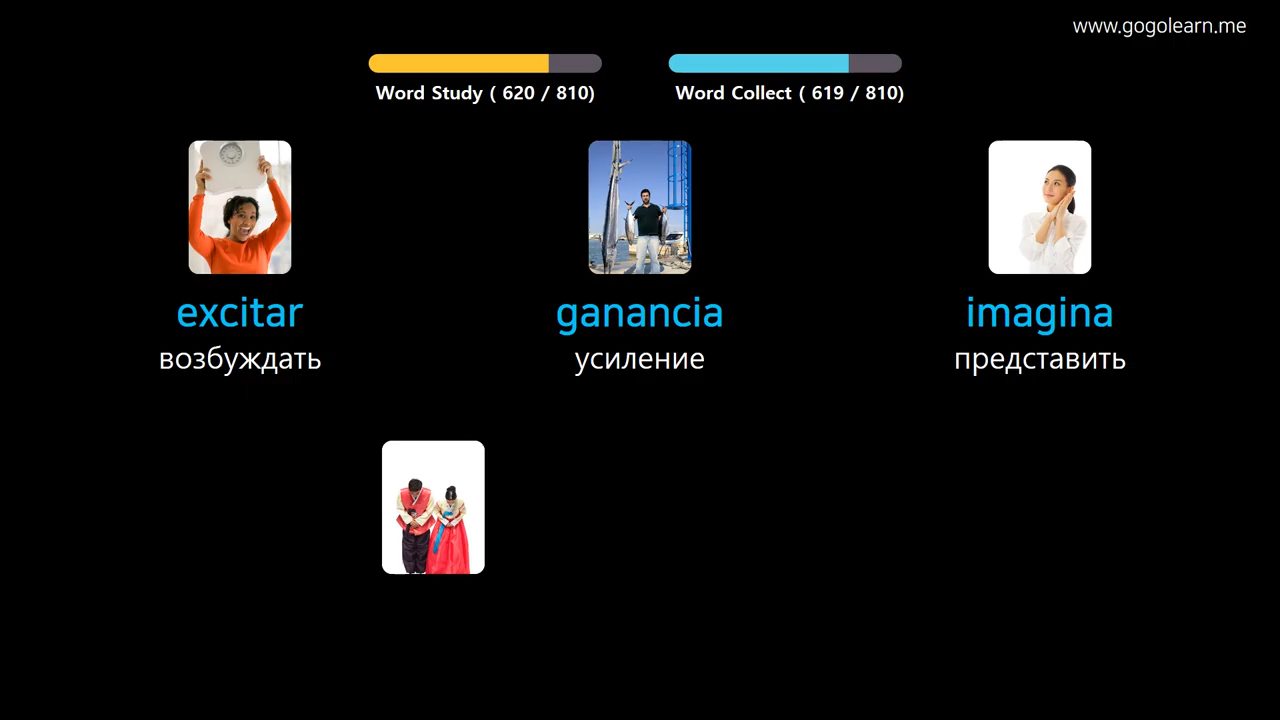 www.gogolearn.me
Word Study ( 620 / 810)
Word Collect ( 619 / 810)
excitar
возбуждать
ganancia
усиление
imagina
представить